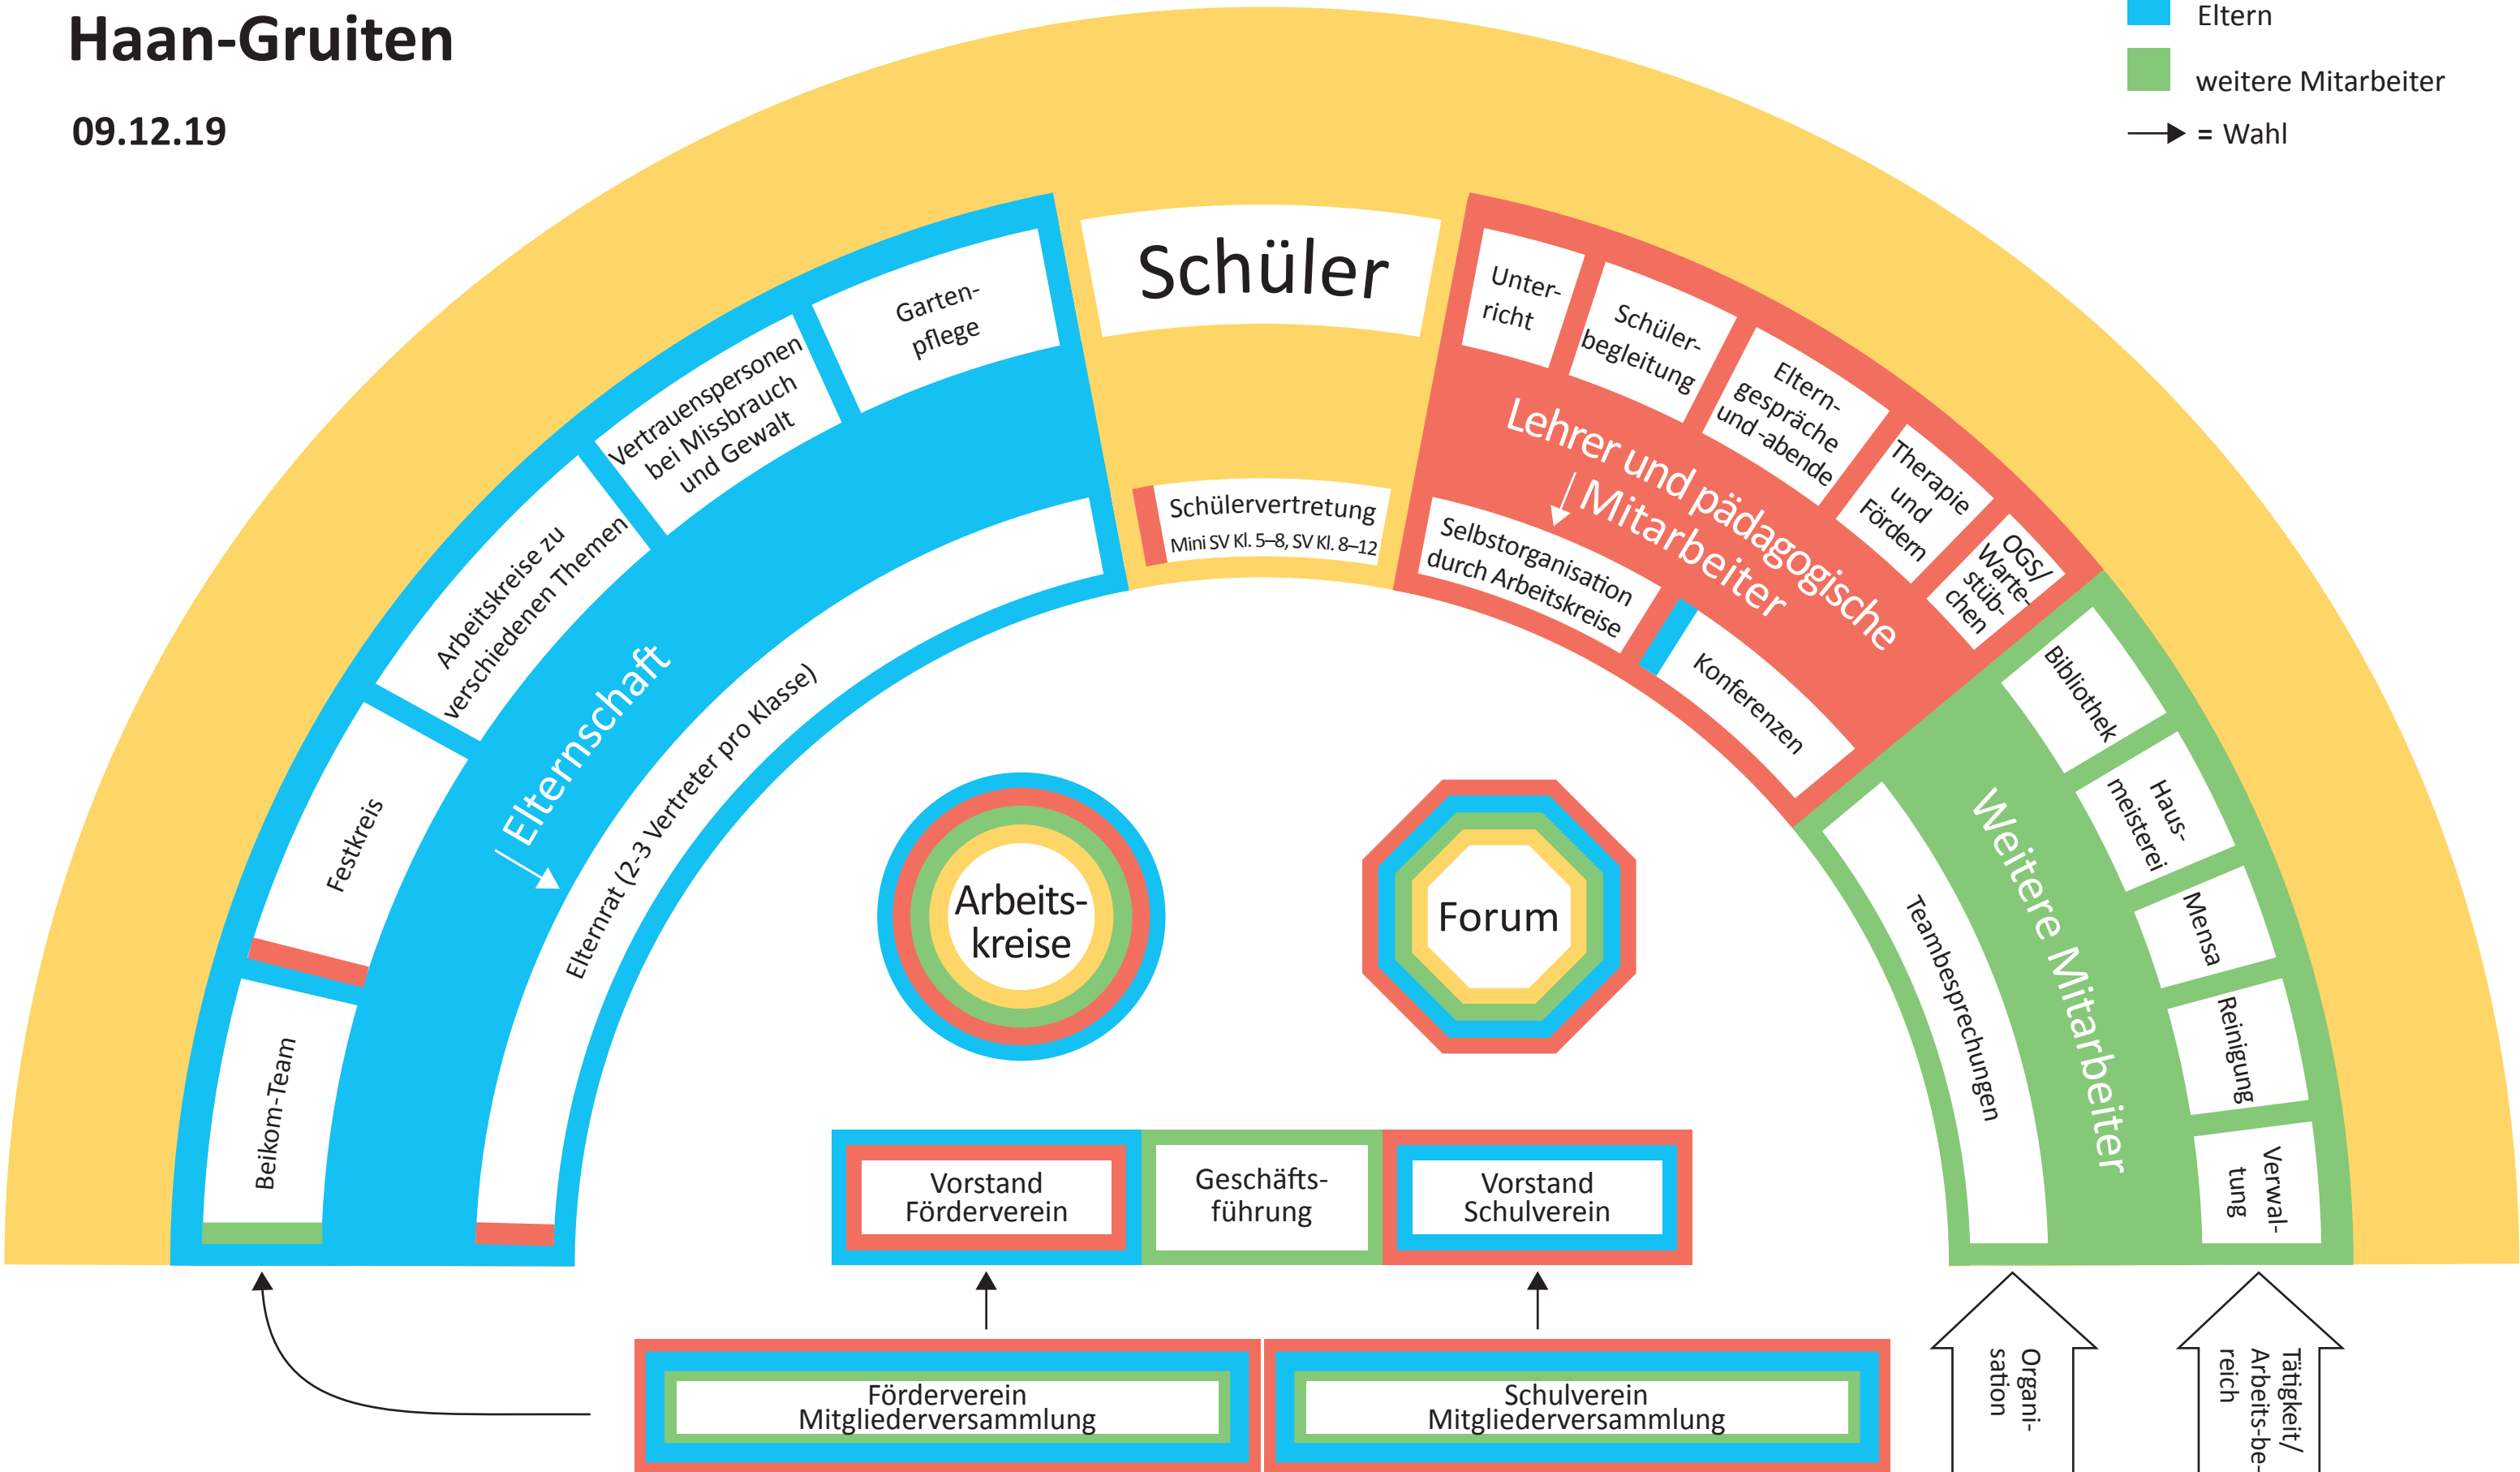 Haan-Gruiten
09.12.19
Eltern
weitere Mitarbeiter
= Wahl
Schüler
Schülervertretung
Mini SV Kl. 5–8, SV Kl. 8–12
Garten-
pflege
Vertrauenspersonen
bei Missbrauch
und Gewalt
Arbeitskreise zu
verschiedenen Themen
Festkreis
Beikom-Team
Elternschaft
Elternrat (2-3 Vertreter pro Klasse)
Unter-
richt
Schüler-
begleitung
Eltern-
gespräche
und -abende
Therapie
und
Fördern
OGS/
Warte-
stüb-
chen
Lehrer und pädagogische
Mitarbeiter
Selbstorganisation
durch Arbeitskreise
Konferenzen
Bibliothek
Haus-
meisterei
Mensa
Reinigung
Verwal-
tung
Weitere Mitarbeiter
Teambesprechungen
Arbeits-
kreise
Forum
Vorstand
Förderverein
Geschäfts-
führung
Vorstand
Schulverein
Förderverein
Mitgliederversammlung
Schulverein
Mitgliederversammlung
Organi-
sation
Tätigkeit/
Arbeits-be-
reich